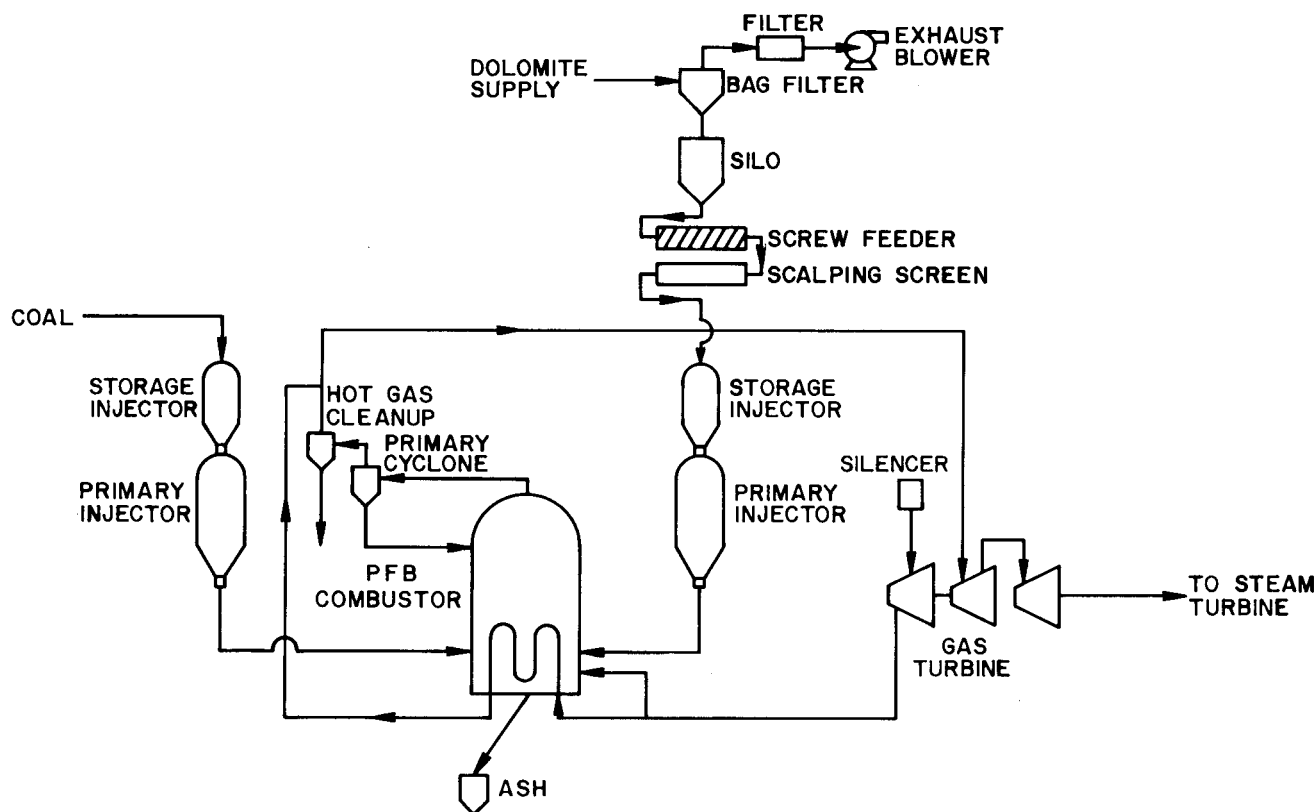 FILTER
EXHAUST
BLOWER
DOLOMITE
SUPPLY
BAG FILTER
SILO
SCREW FEEDER
SCALPING SCREEN
COAL
STORAGE
INJECTOR
HOT GAS
CLEANUP
STORAGE
INJECTOR
PRIMARY
CYCLONE
PRIMARY
INJECTOR
PRIMARY
INJECTOR
SILENCER
PFB
COMBUSTOR
TO STEAM
TURBINE
GAS
TURBINE
ASH